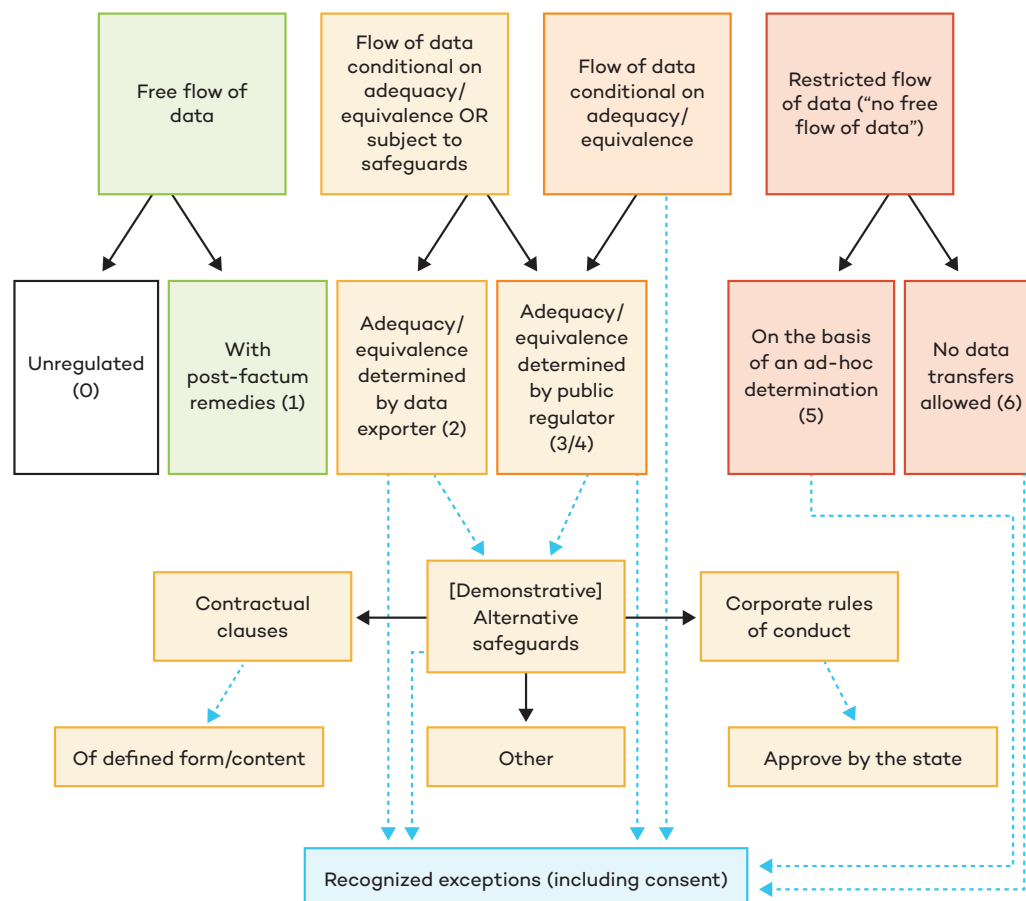 Free flow of
data
Flow of data
conditional on
adequacy/
equivalence OR
subject to
safeguards
Flow of data
conditional on
adequacy/
equivalence
Restricted flow
of data (“no free
flow of data”)
Unregulated
(0)
With
post-factum
remedies (1)
Adequacy/
equivalence
determined
by data
exporter (2)
Adequacy/
equivalence
determined
by public
regulator
(3/4)
On the basis
of an ad-hoc
determination
(5)
No data
transfers
allowed (6)
Contractual
clauses
[Demonstrative]
Alternative
safeguards
Corporate rules
of conduct
Of defined form/content
Other
Approve by the state
Recognized exceptions (including consent)